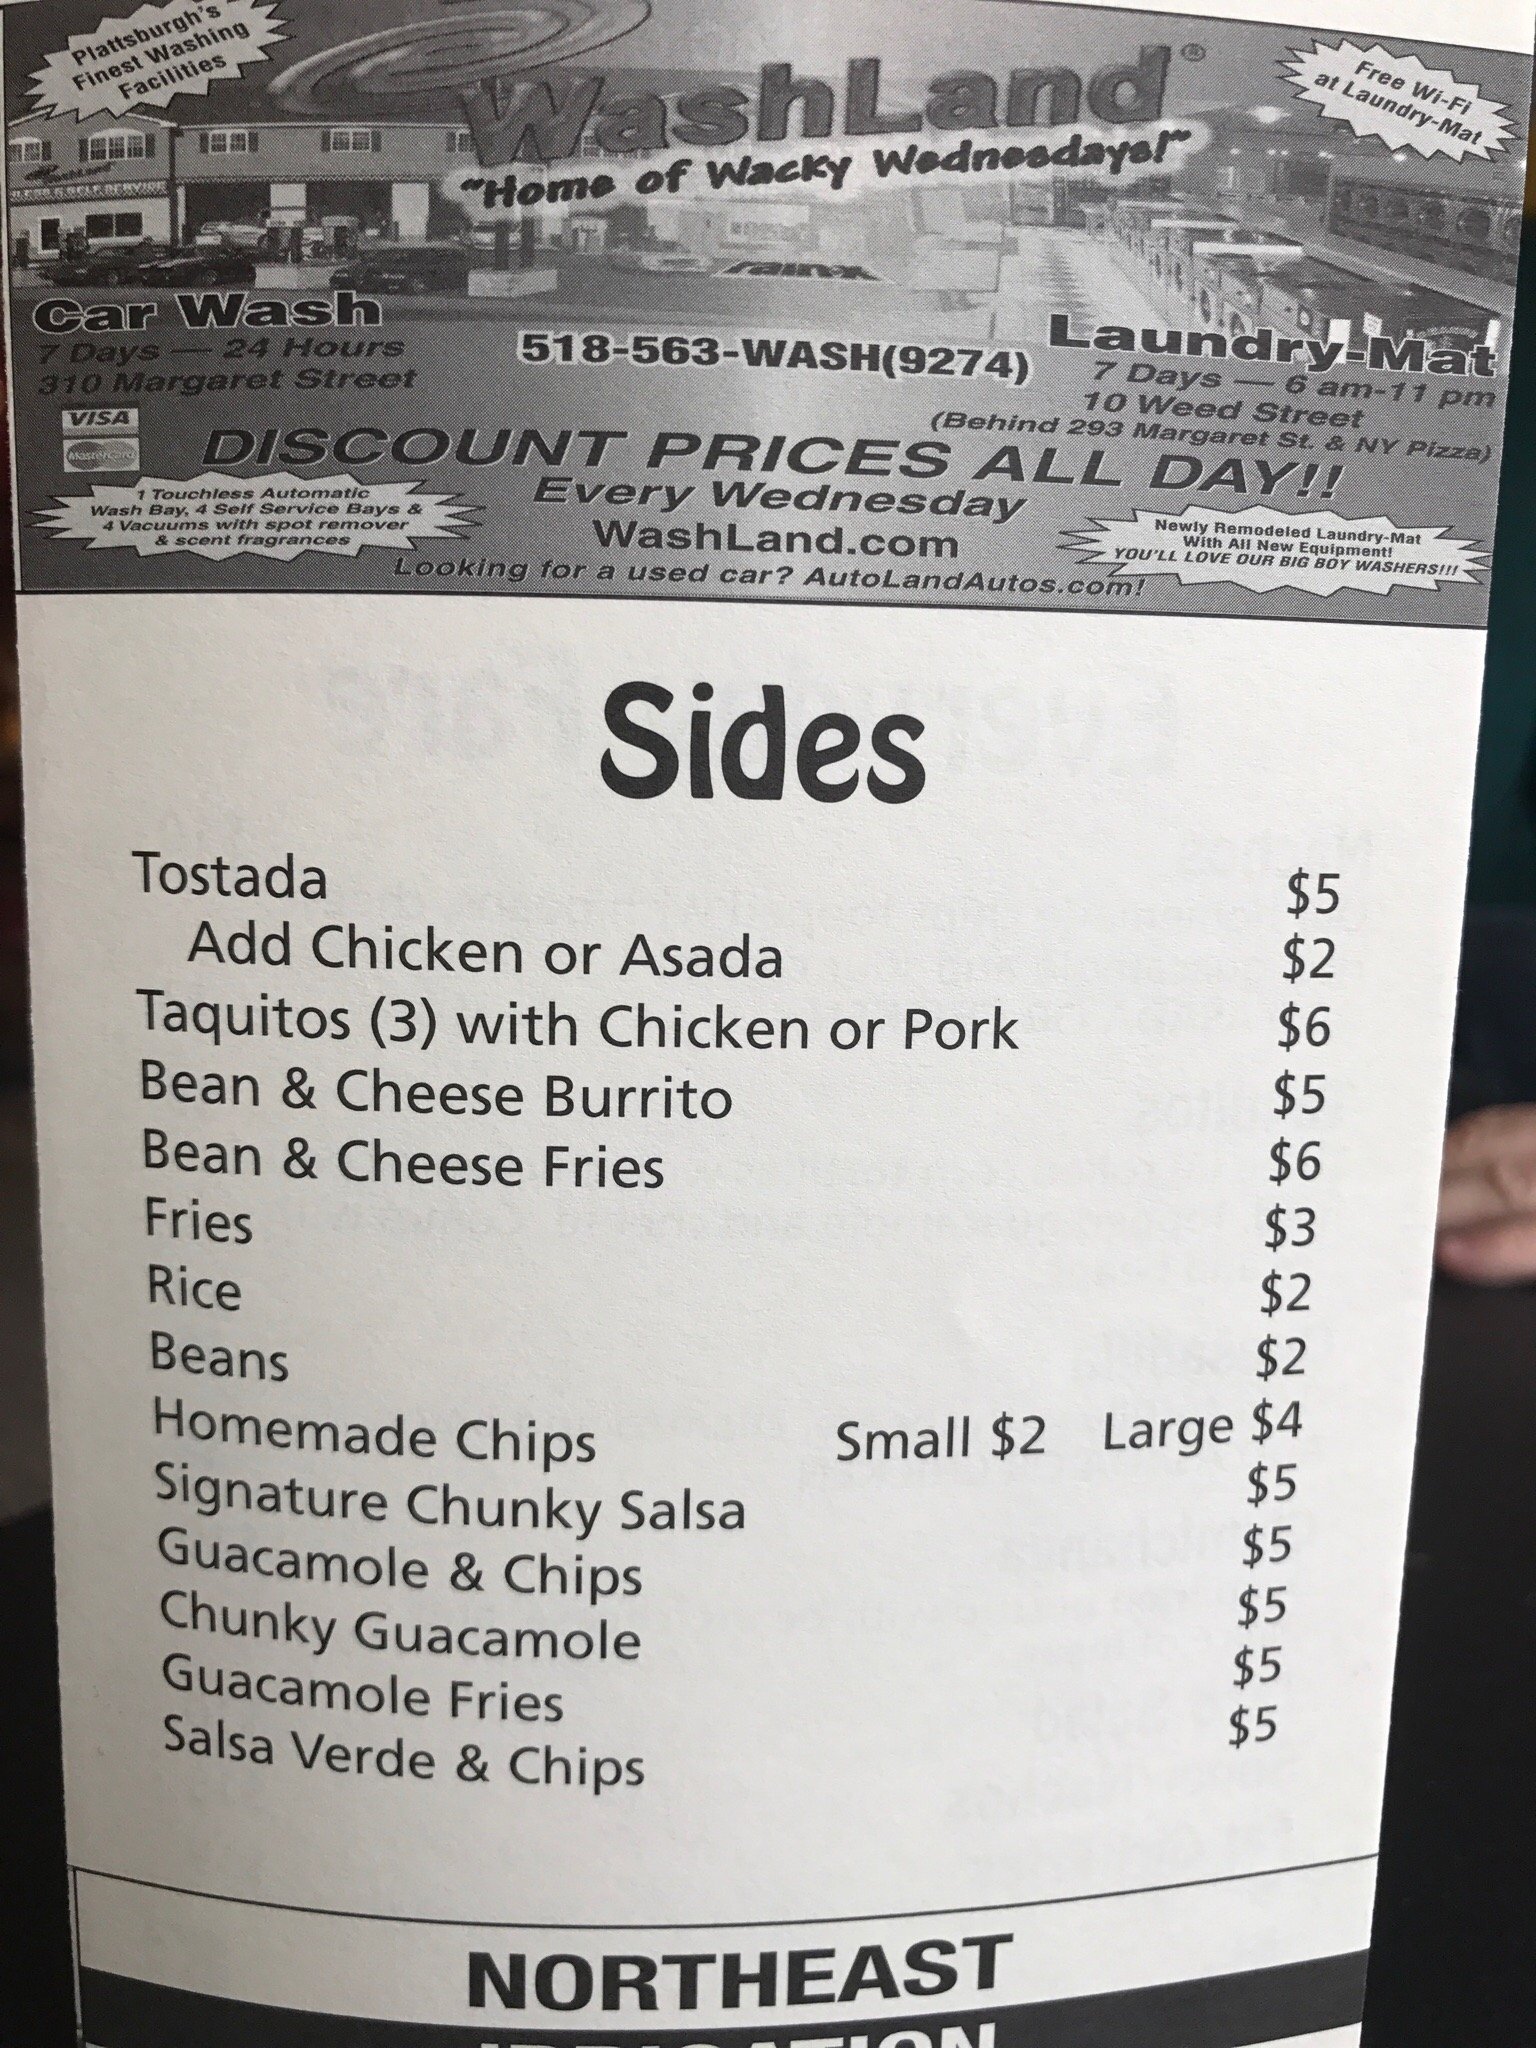 Plattsburgh's
Finest Washing
Facilities
WashLand®
"Home of Wacky Wednesdays!"
Free Wi-Fi
at Laundry-Mat
WashLand
rain-x
Car Wash
7 Days — 24 Hours
310 Margaret Street
518-563-WASH(9274)
Laundry-Mat
7 Days — 6 am-11 pm
10 Weed Street
(Behind 293 Margaret St. & NY Pizza)
VISA
MasterCard
DISCOUNT PRICES ALL DAY!!
Every Wednesday
WashLand.com
Looking for a used car? AutoLandAutos.com!
1 Touchless Automatic
Wash Bay, 4 Self Service Bays &
4 Vacuums with spot remover
& scent fragrances
Newly Remodeled Laundry-Mat
With All New Equipment!
YOU'LL LOVE OUR BIG BOY WASHERS!!!
Sides
Tostada $5
Add Chicken or Asada $2
Taquitos (3) with Chicken or Pork $6
Bean & Cheese Burrito $5
Bean & Cheese Fries $6
Fries $3
Rice $2
Beans $2
Homemade Chips Small $2 Large $4
Signature Chunky Salsa $5
Guacamole & Chips $5
Chunky Guacamole $5
Guacamole Fries $5
Salsa Verde & Chips $5
NORTHEAST
IRRIGATION